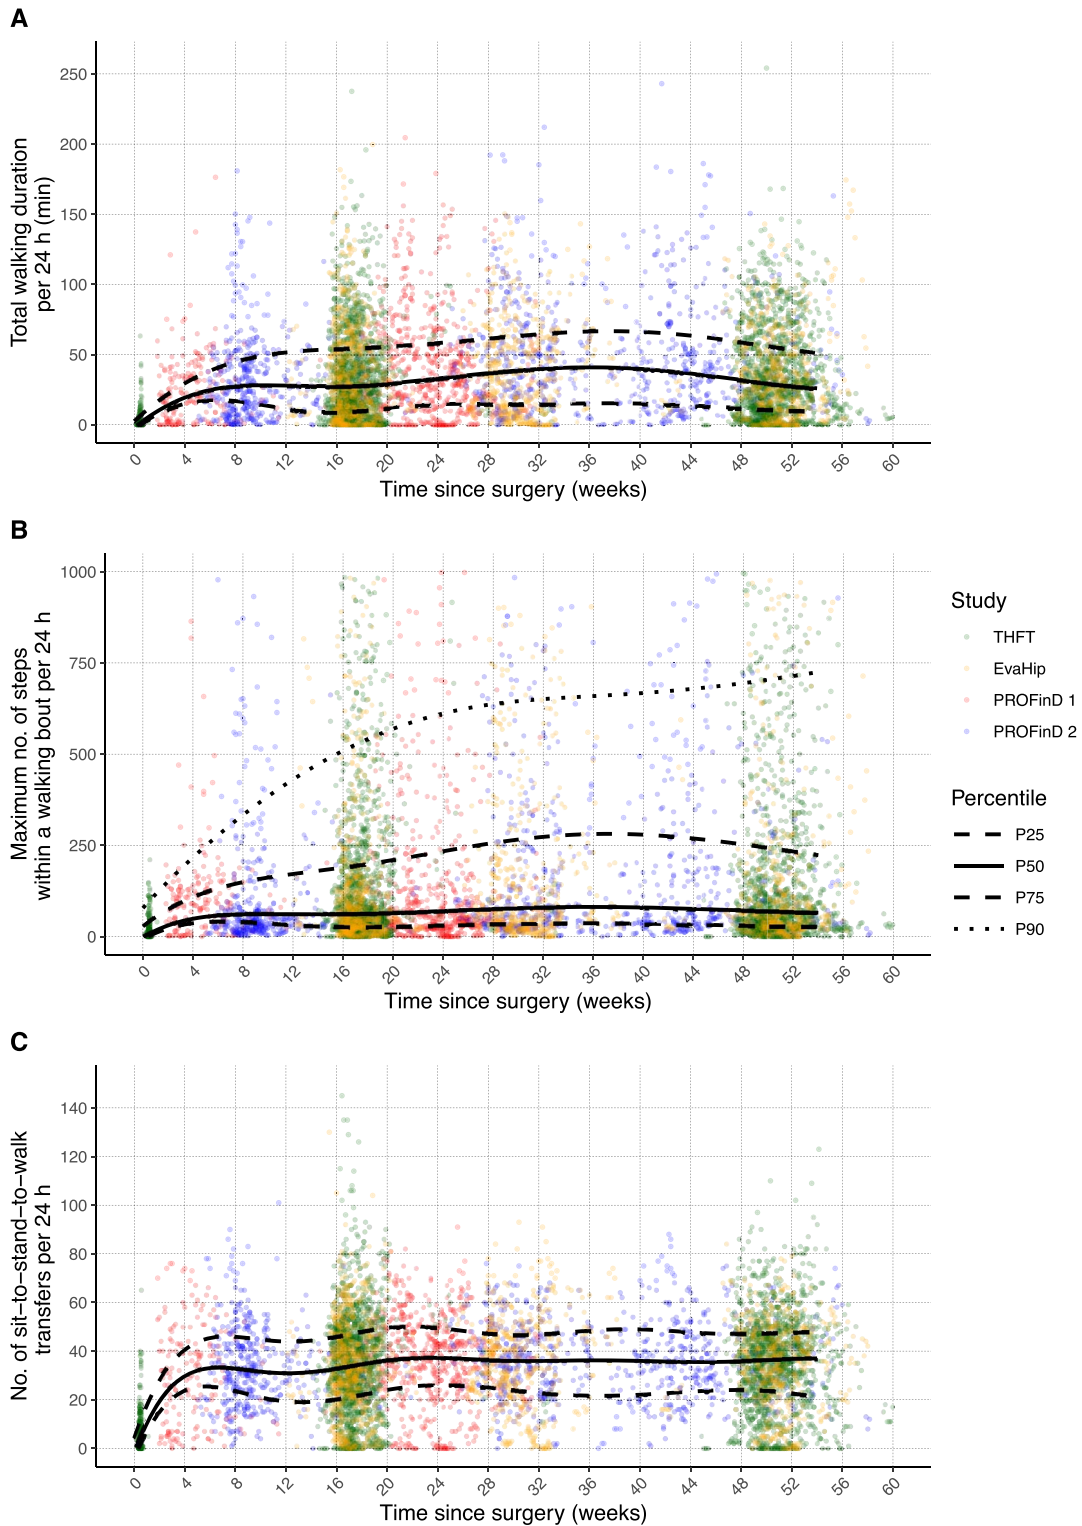 A
Total walking duration
per 24 h (min)
250
200
150
100
50
0
0 4 8 12 16 20 24 28 32 36 40 44 48 52 56 60
Time since surgery (weeks)
B
Maximum no. of steps
within a walking bout per 24 h
1000
750
500
250
0
0 4 8 12 16 20 24 28 32 36 40 44 48 52 56 60
Time since surgery (weeks)
Study
THFT
EvaHip
PROFinD 1
PROFinD 2
Percentile
P25
P50
P75
P90
C
No. of sit−to−stand−to−walk
transfers per 24 h
140
120
100
80
60
40
20
0
0 4 8 12 16 20 24 28 32 36 40 44 48 52 56 60
Time since surgery (weeks)